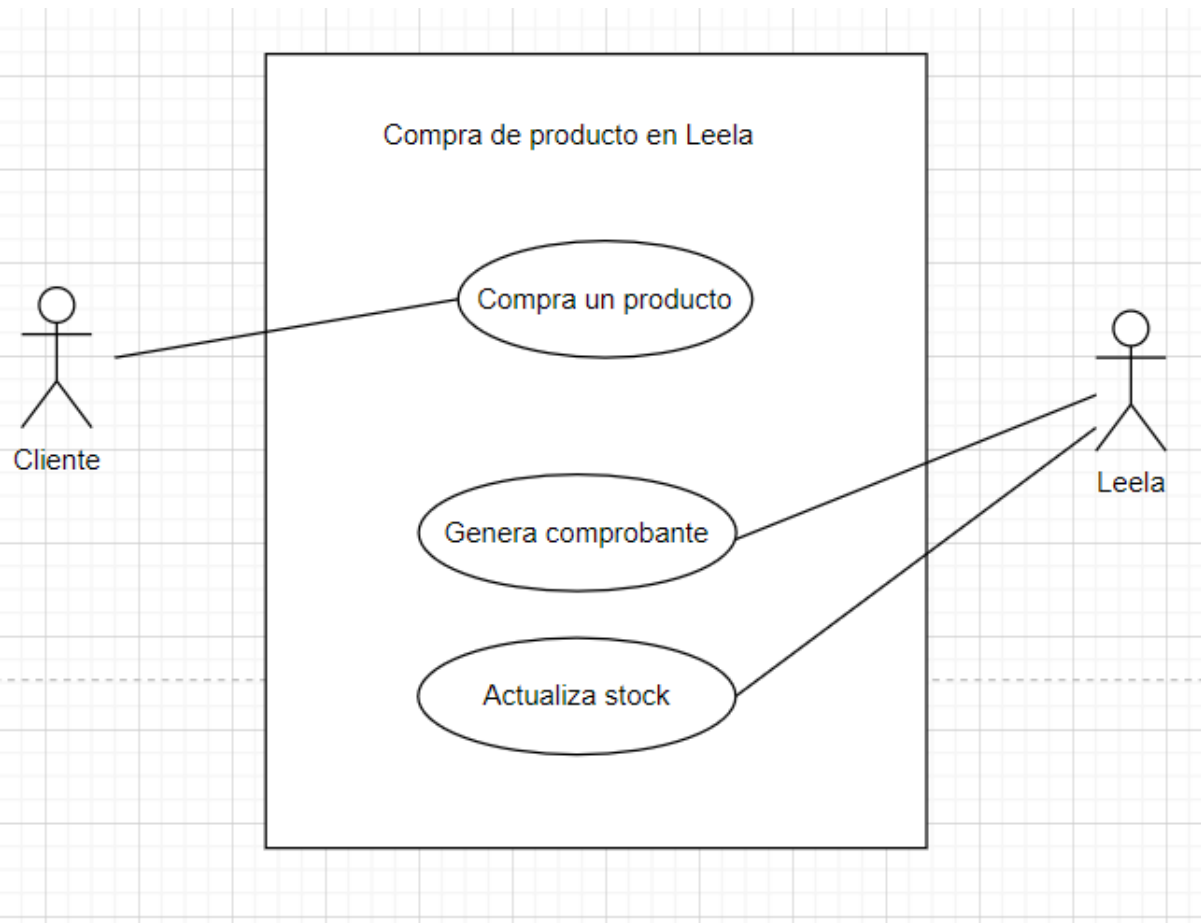 Compra de producto en Leela
Compra un producto
Cliente
Leela
Genera comprobante
Actualiza stock